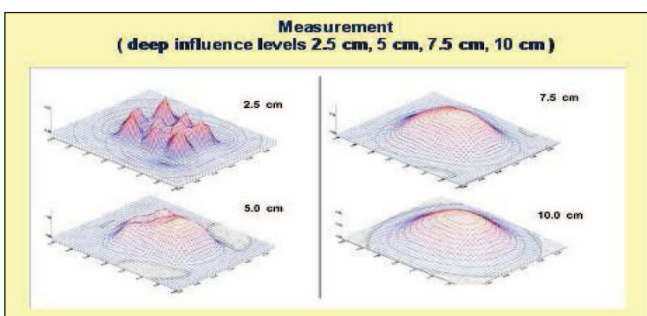 Measurement
( deep influence levels 2.5 cm, 5 cm, 7.5 cm, 10 cm )
2.5 cm
7.5 cm
5.0 cm
10.0 cm